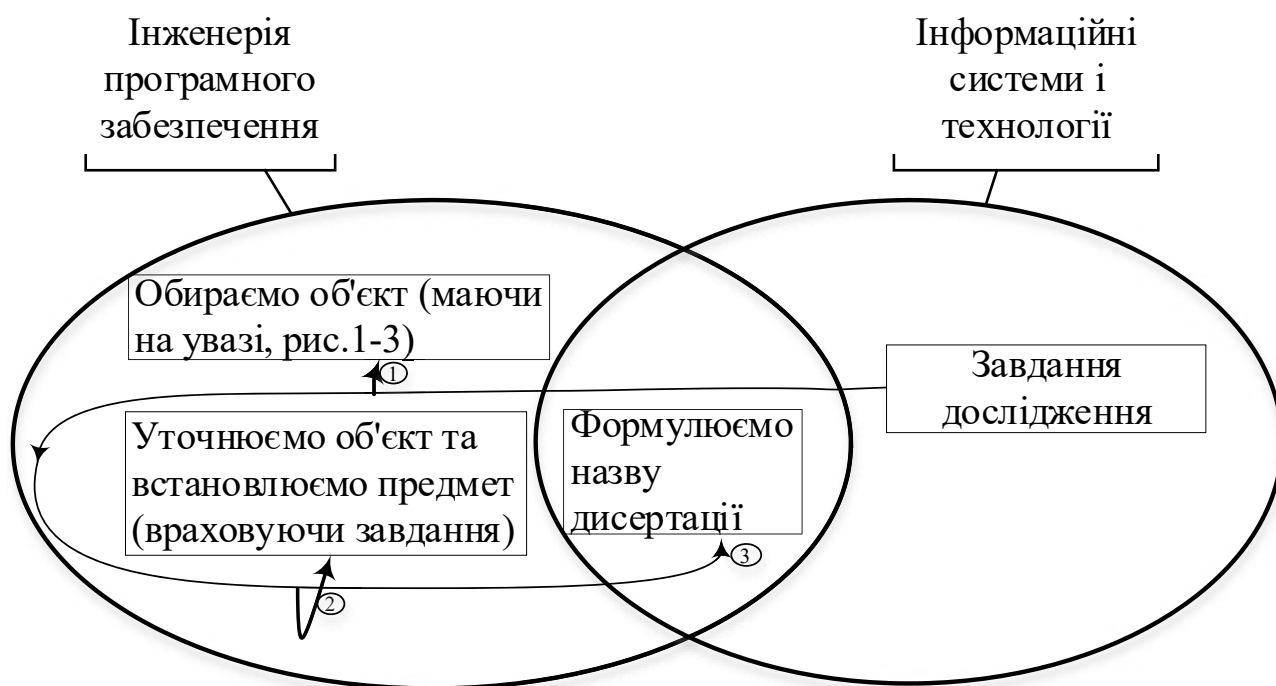 Інженерія
програмного
забезпечення
Інформаційні
системи і
технології
Обираємо об'єкт (маючи
на увазі, рис.1-3)
1
Завдання
дослідження
Уточнюємо об'єкт та
встановлюємо предмет
(враховуючи завдання)
Формулюємо
назву
дисертації
3
2